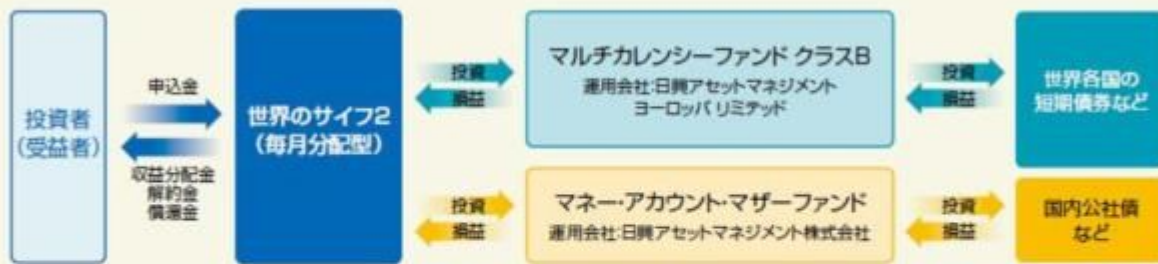 投資者
(受益者)
申込金
収益分配金
解約金
償還金
世界のサイフ2
(毎月分配型)
投資
損益
マルチカレンシーファンド クラスB
運用会社:日興アセットマネジメント
ヨーロッパ リミテッド
投資
損益
世界各国の
短期債券など
投資
損益
マネー・アカウント・マザーファンド
運用会社:日興アセットマネジメント株式会社
投資
損益
国内公社債
など